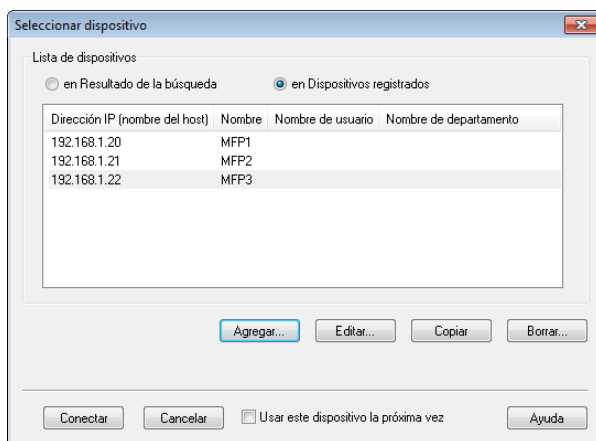 Seleccionar dispositivo
Lista de dispositivos
en Resultado de la búsqueda en Dispositivos registrados
Dirección IP (nombre del host) Nombre Nombre de usuario Nombre de departamento
192.168.1.20 MFP1
192.168.1.21 MFP2
192.168.1.22 MFP3
Agregar... Editar... Copiar Borrar...
Conectar Cancelar Usar este dispositivo la próxima vez Ayuda